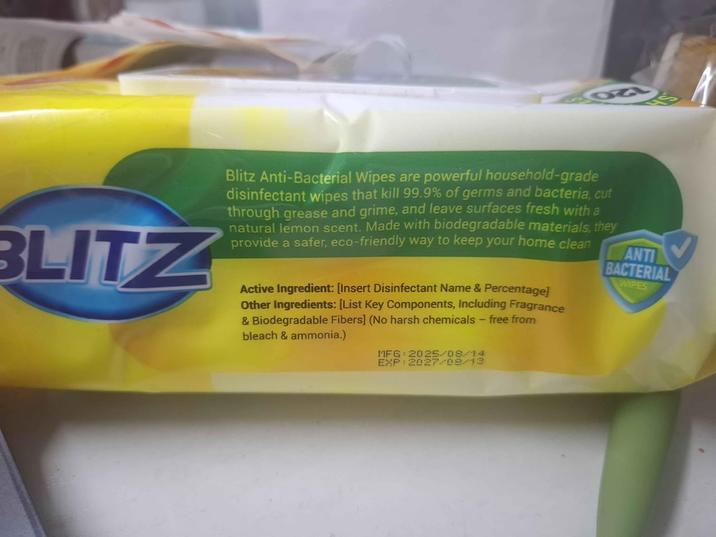 120
BLITZ
Blitz Anti-Bacterial Wipes are powerful household-grade
disinfectant wipes that kill 99.9% of germs and bacteria, cut
through grease and grime, and leave surfaces fresh with a
natural lemon scent. Made with biodegradable materials, they
provide a safer, eco-friendly way to keep your home clean
ANTI
BACTERIAL
WIPES
Active Ingredient: [Insert Disinfectant Name & Percentage]
Other Ingredients: [List Key Components, Including Fragrance
& Biodegradable Fibers] (No harsh chemicals – free from
bleach & ammonia.)
MFG:2025/08/14
EXP:2027/08/13